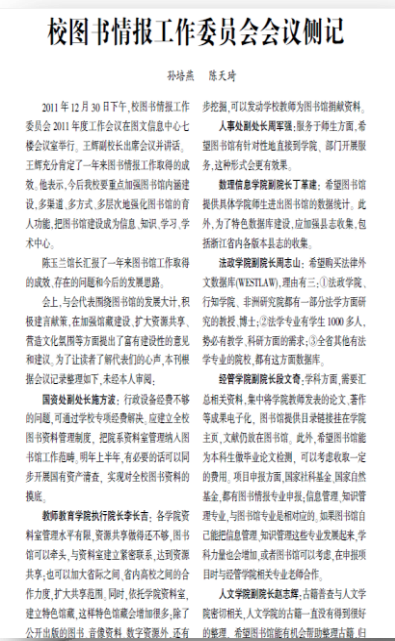 校图书情报工作委员会会议侧记
孙培燕 陈天琦
2011年12月30日下午,校图书情报工作
委员会2011年度工作会议在图文信息中心七
楼会议室举行。王辉副校长出席会议并讲话。
王辉充分肯定了一年来图书情报工作取得的成
效。他表示,今后我校要重点加强图书馆内涵建
设,多渠道、多方式、多层次地强化图书馆的育
人功能,把图书馆建设成为信息、知识、学习、学
术中心。
陈玉兰馆长汇报了一年来图书馆工作取得
的成效、存在的问题和今后的发展思路。
会上,与会代表围绕图书馆的发展大计,积
极建言献策,在加强馆藏建设、扩大资源共享、
营造文化氛围等方面提出了富有建设性的意见
和建议。为了让读者了解代表们的心声,本刊根
据会议记录整理如下,未经本人审阅:
国资处副处长施方波:行政设备经费不够
的问题,可通过学校专项经费解决。应建立全校
图书资料管理制度,把院系资料室管理纳入图
书馆工作范畴。明年上半年,有必要的话可以同
步开展国有资产清查,实现对全校图书资料的
摸底。
教师教育学院执行院长李长吉:各学院资
料室管理水平有限,资源共享做得还不够,图书
馆可以牵头,与资料室建立紧密联系,达到资源
共享;也可以加大省际之间、省内高校之间的合
作力度,扩大共享范围,同时,依托学院资料室,
建立特色馆藏,这样特色馆藏会增加很多;除了
公开出版的图书、音像资料、数字资源外,还有
步挖掘,可以发动学校教师为图书馆捐献资料。
人事处副处长周军强:服务于师生方面,希
望图书馆有针对性地直接到学院、部门开展服
务,这种形式会更有效果。
数理信息学院副院长丁革建:希望图书馆
提供具体学院师生进出图书馆的数据统计。此
外,为了特色数据库建设,应加强县志收集,包
括浙江省内各版本县志的收集。
法政学院副院长周志山:希望购买法律外
文数据库(WESTLAW),理由有三:①法政学院、
行知学院、非洲研究院都有一部分法学方面研
究的教授、博士;②法学专业有学生1000多人,
势必有教学、科研方面的需求;③全省其他有法
学专业的院校,都有这方面数据库。
经管学院副院长段文奇:学科方面,需要汇
总相关资料,集中将学院教师发表的论文、著作
等成果电子化,图书馆提供目录链接挂在学院
主页,文献仍放在图书馆。此外,希望图书馆能
为本科生做毕业论文检测,可以考虑收取一定
的费用。项目申报方面,国家社科基金、国家自然
基金,都有图书情报专业申报;信息管理、知识管
理专业,与图书馆专业是相对应的。如果图书馆自
己能把信息管理、知识管理这些专业发展起来,学
科力量也会增加,或者图书馆可以考虑,在申报项
目时与经管学院相关专业老师合作。
人文学院副院长赵志辉:古籍普查与人文学
院密切相关,人文学院的古籍一直没有得到很好
的整理,希望图书馆能有机会帮助整理古籍,归